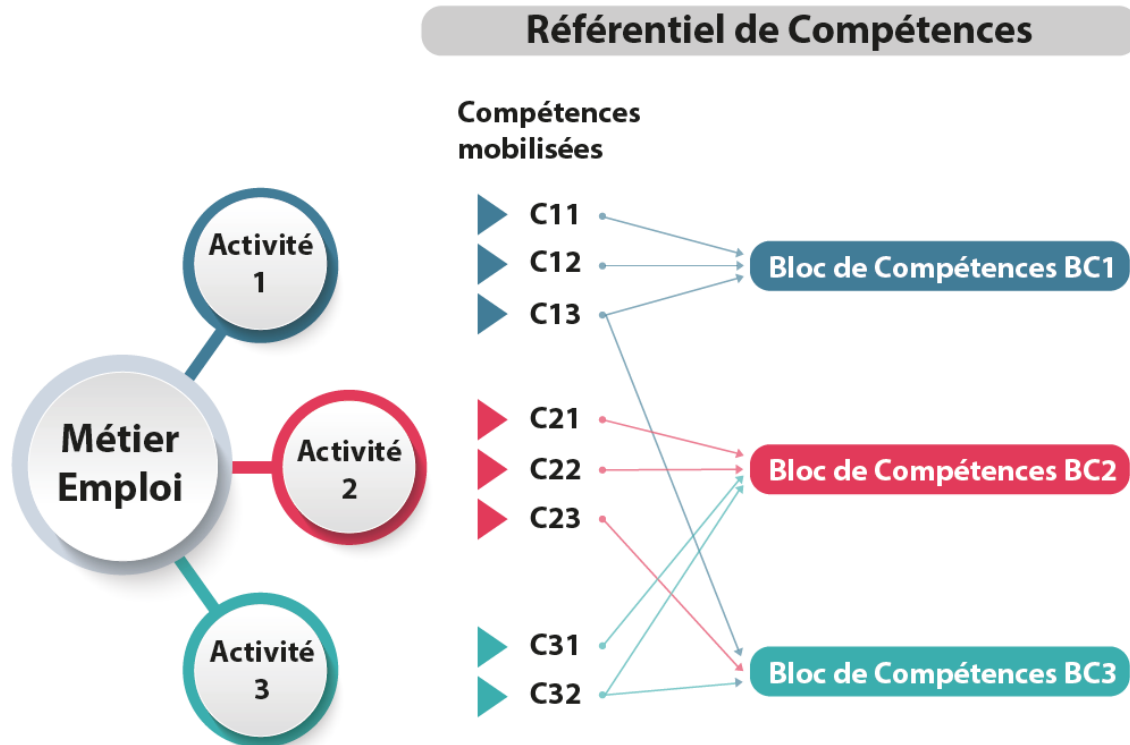 Référentiel de Compétences
Compétences
mobilisées
Métier
Emploi
Activité
1
C11
C12
C13
Bloc de Compétences BC1
Activité
2
C21
C22
C23
Bloc de Compétences BC2
Activité
3
C31
C32
Bloc de Compétences BC3